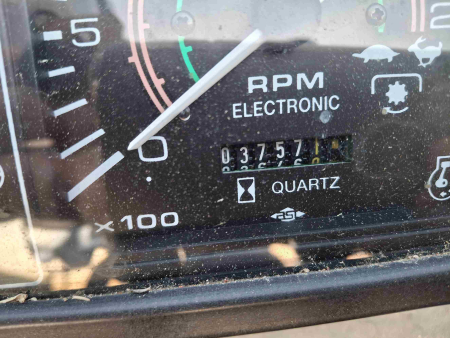 5
2
RPM
ELECTRONIC
0
03757
QUARTZ
x100